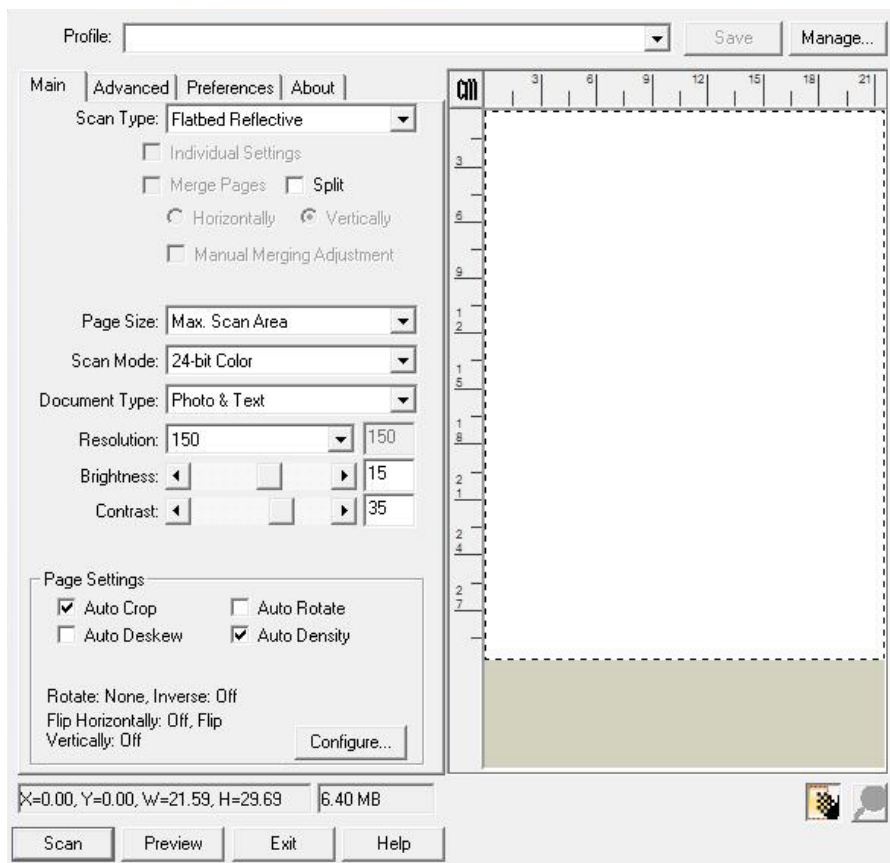 Profile: Save Manage...
Main Advanced Preferences About
Scan Type: Flatbed Reflective
Individual Settings
Merge Pages Split
Horizontally Vertically
Manual Merging Adjustment
Page Size: Max. Scan Area
Scan Mode: 24-bit Color
Document Type: Photo & Text
Resolution: 150 150
Brightness: 15
Contrast: 35
Page Settings
Auto Crop Auto Rotate
Auto Deskew Auto Density
Rotate: None, Inverse: Off
Flip Horizontally: Off, Flip
Vertically: Off
Configure...
cm 3 6 9 12 15 18 21
3
6
9
12
15
18
21
24
27
X=0.00, Y=0.00, W=21.59, H=29.69 6.40 MB
Scan Preview Exit Help